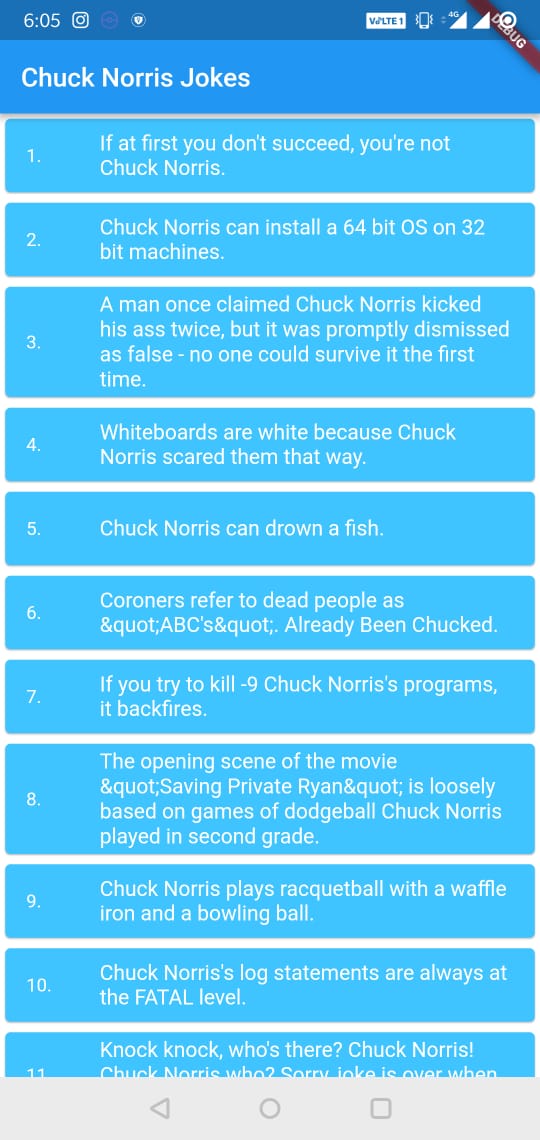 6:05
VoLTE 1
4G
DEBUG
Chuck Norris Jokes
1.
If at first you don't succeed, you're not
Chuck Norris.
2.
Chuck Norris can install a 64 bit OS on 32
bit machines.
3.
A man once claimed Chuck Norris kicked
his ass twice, but it was promptly dismissed
as false - no one could survive it the first
time.
4.
Whiteboards are white because Chuck
Norris scared them that way.
5.
Chuck Norris can drown a fish.
6.
Coroners refer to dead people as
&quot;ABC's&quot;. Already Been Chucked.
7.
If you try to kill -9 Chuck Norris's programs,
it backfires.
8.
The opening scene of the movie
&quot;Saving Private Ryan&quot; is loosely
based on games of dodgeball Chuck Norris
played in second grade.
9.
Chuck Norris plays racquetball with a waffle
iron and a bowling ball.
10.
Chuck Norris's log statements are always at
the FATAL level.
11.
Knock knock, who's there? Chuck Norris!
Chuck Norris who? Sorry, joke is over when